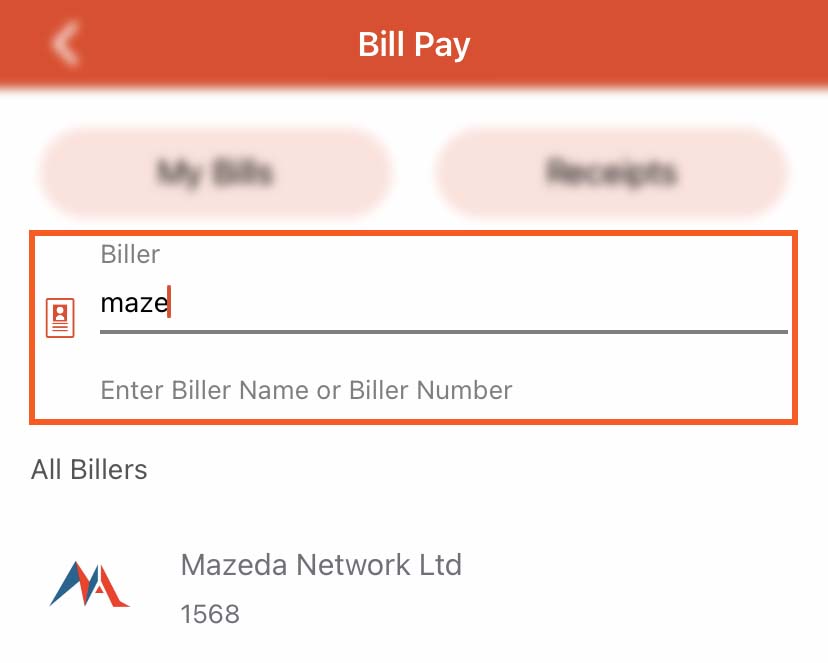 Bill Pay
My Bills Receipts
Biller
maze
Enter Biller Name or Biller Number
All Billers
Mazeda Network Ltd
1568